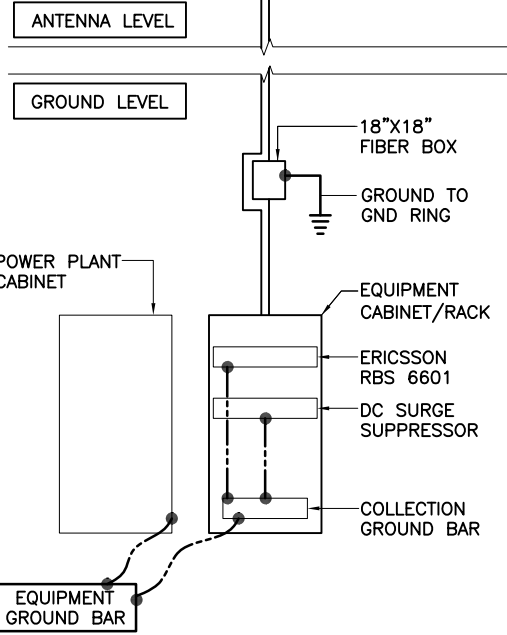 ANTENNA LEVEL
GROUND LEVEL
18"X18"
FIBER BOX
GROUND TO
GND RING
POWER PLANT
CABINET
EQUIPMENT
CABINET/RACK
ERICSSON
RBS 6601
DC SURGE
SUPPRESSOR
COLLECTION
GROUND BAR
EQUIPMENT
GROUND BAR